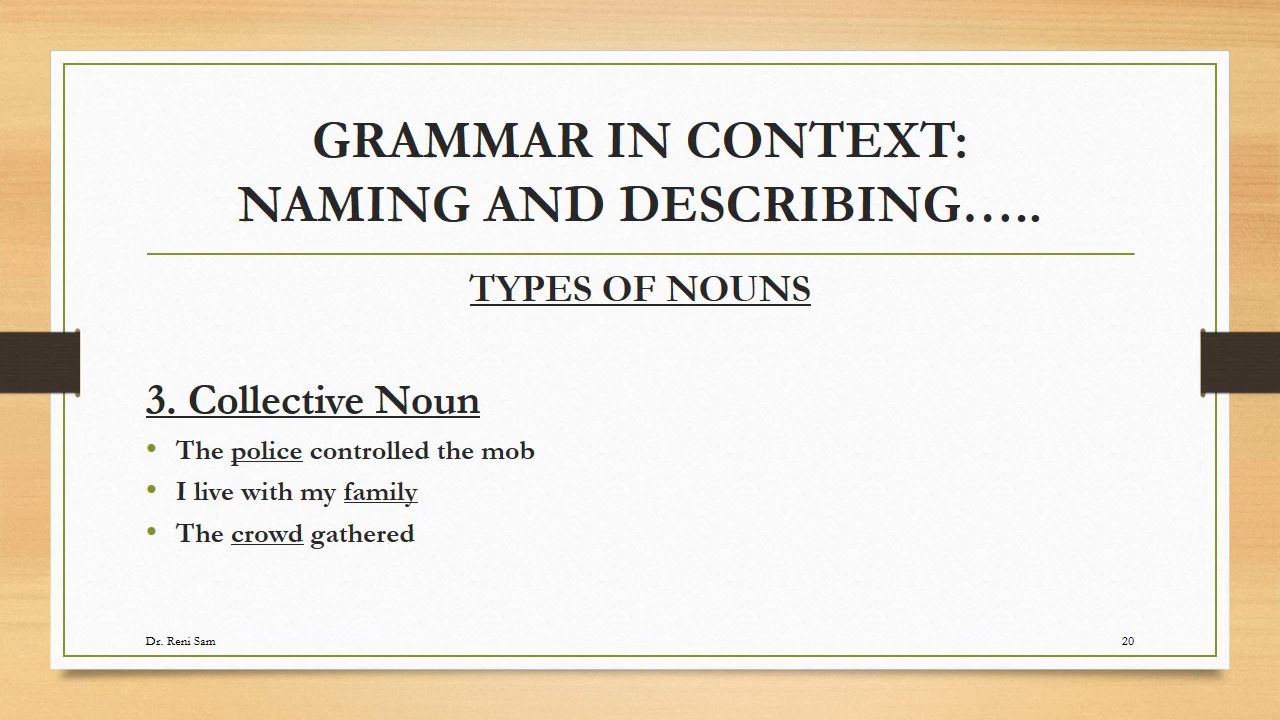 GRAMMAR IN CONTEXT:
NAMING AND DESCRIBING…..
TYPES OF NOUNS
3. Collective Noun
• The police controlled the mob
• I live with my family
• The crowd gathered
Dr. Reni Sam
20